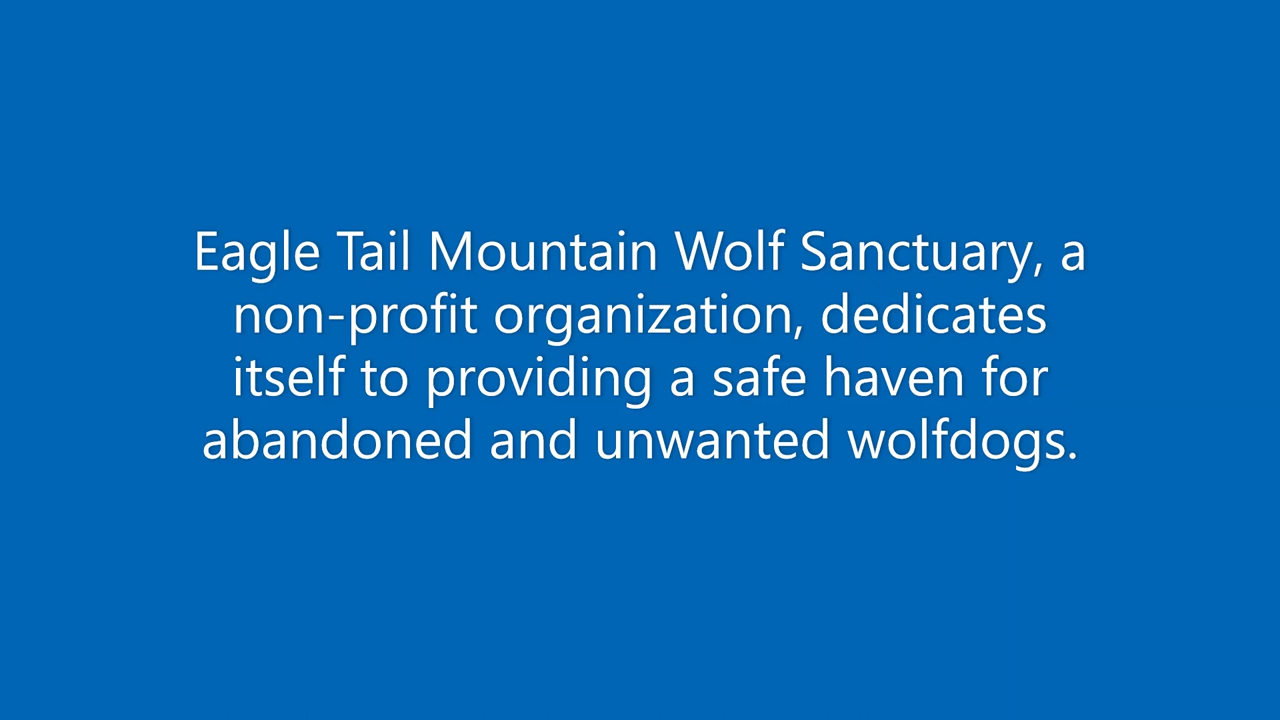 Eagle Tail Mountain Wolf Sanctuary, a
non-profit organization, dedicates
itself to providing a safe haven for
abandoned and unwanted wolfdogs.